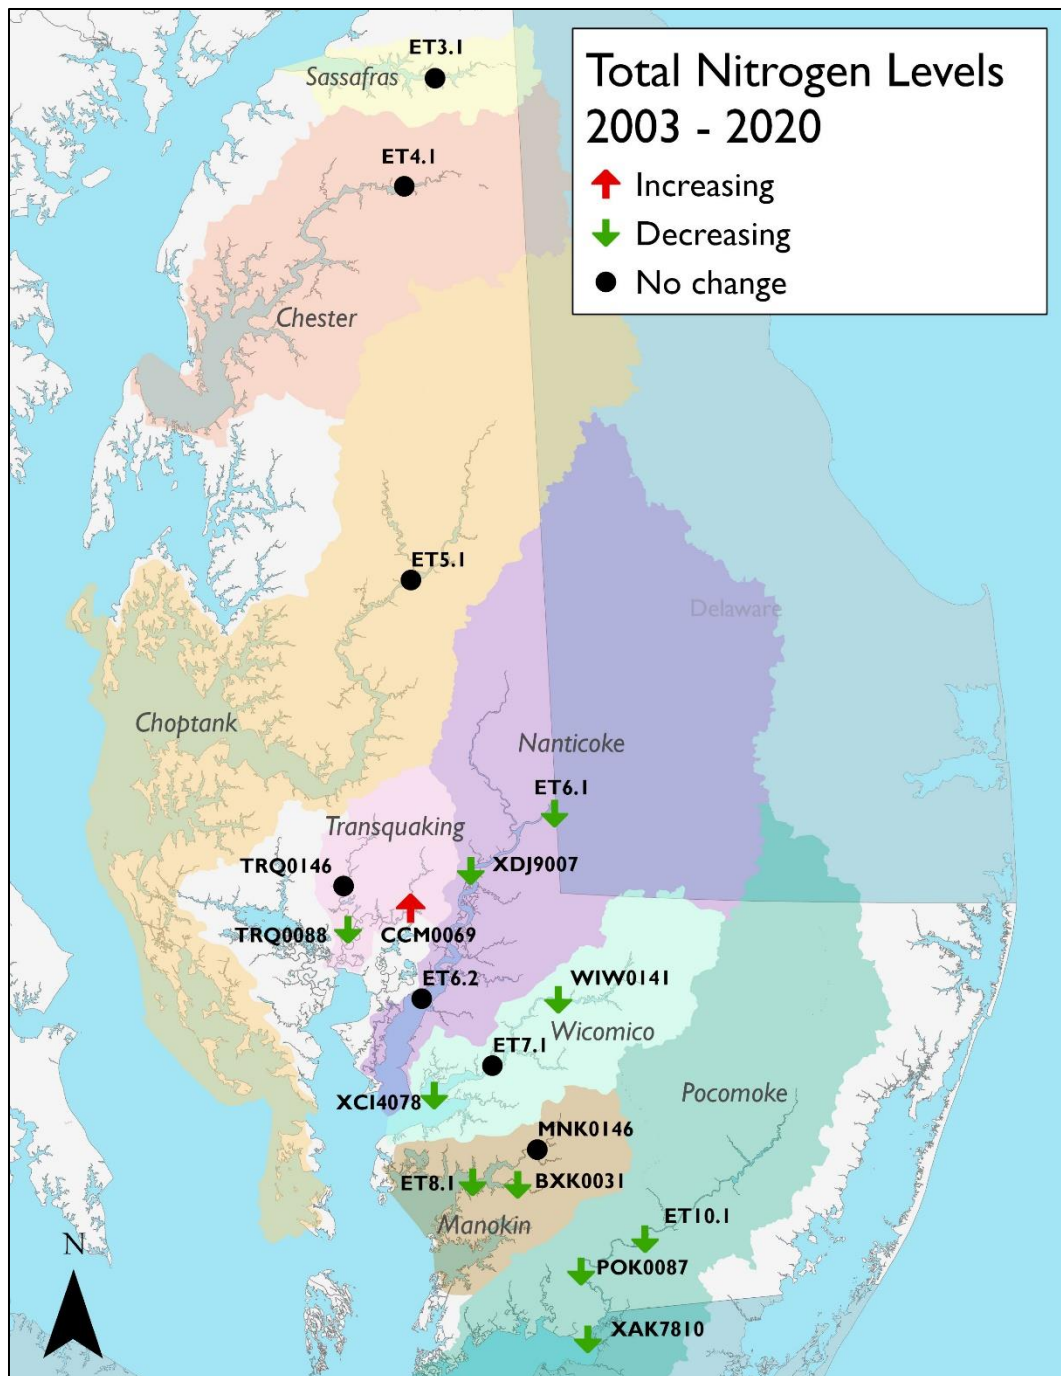 Total Nitrogen Levels
2003 - 2020
Increasing
Decreasing
No change
ET3.1
Sassafras
ET4.1
Chester
ET5.1
Delaware
Choptank
Nanticoke
ET6.1
Transquaking
TRQ0146
XDJ9007
TRQ0088
CCM0069
ET6.2
WIW0141
Wicomico
ET7.1
XCI4078
Pocomoke
MNK0146
ET8.1
BXK0031
Manokin
ET10.1
N
POK0087
XAK7810